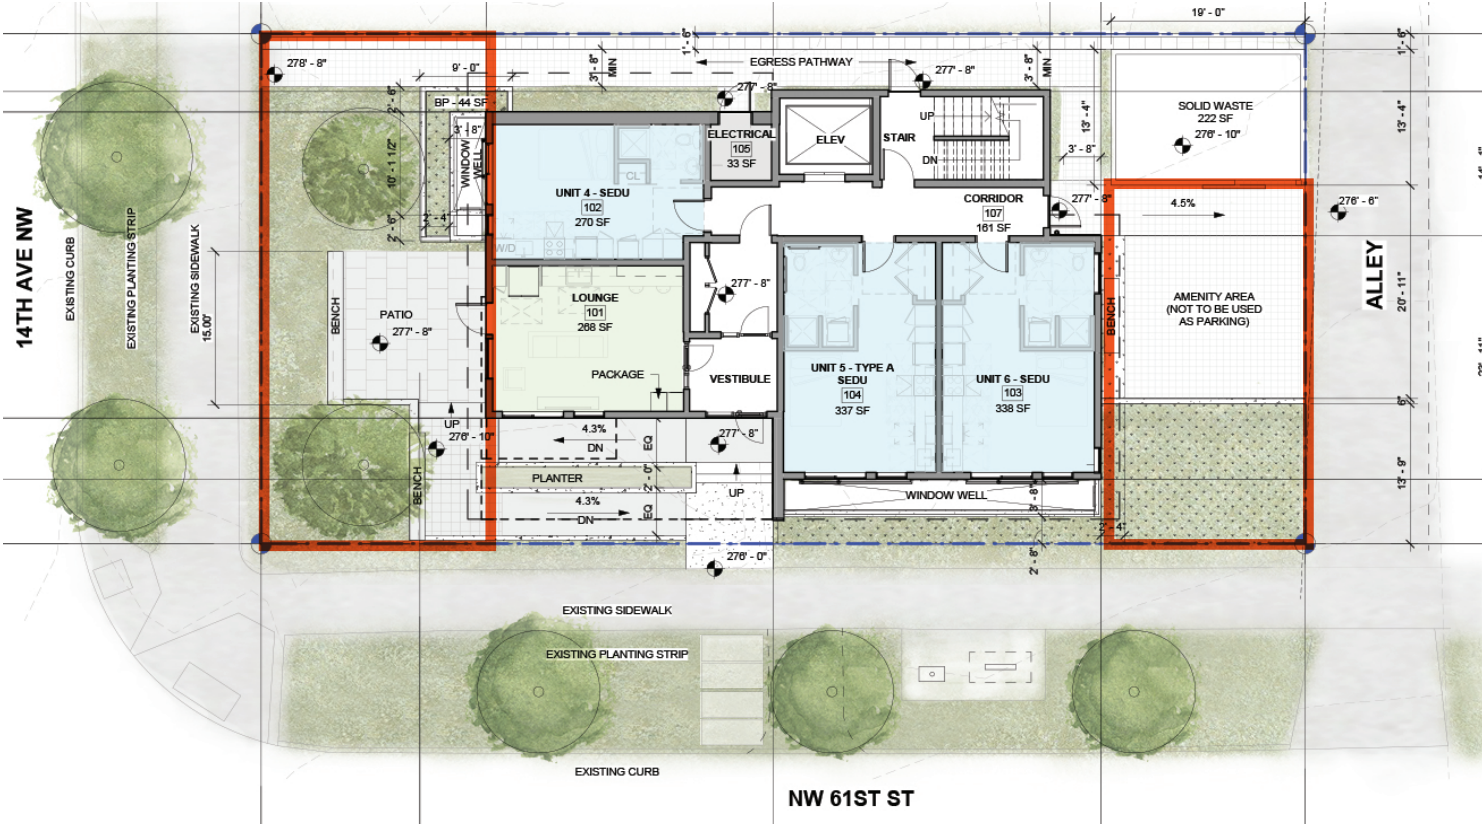 19' - 0"
1' - 6"
1' - 6"
278' - 8"
9' - 0"
3' - 8"
MIN
EGRESS PATHWAY
277' - 8"
3' - 8"
MIN
277' - 8"
2' - 6"
BP - 44 SF
SOLID WASTE
222 SF
276' - 10"
13' - 4"
13' - 4"
3' - 8"
WINDOW
WELL
10' - 1 1/2"
ELECTRICAL
105
33 SF
ELEV
STAIR
UP
DN
3' - 8"
CL
UNIT 4 - SEDU
102
270 SF
CORRIDOR
107
161 SF
277' - 8"
4.5%
276' - 6"
14TH AVE NW
EXISTING CURB
EXISTING PLANTING STRIP
EXISTING SIDEWALK
15.00'
2' - 4"
2' - 6"
W/D
ALLEY
BENCH
PATIO
277' - 8"
LOUNGE
101
268 SF
277' - 8"
AMENITY AREA
(NOT TO BE USED
AS PARKING)
BENCH
20' - 11"
PACKAGE
VESTIBULE
UNIT 5 - TYPE A
SEDU
104
337 SF
UNIT 6 - SEDU
103
338 SF
6"
UP
276' - 10"
4.3%
DN
EQ
277' - 8"
BENCH
PLANTER
2' - 0"
UP
WINDOW WELL
3' - 8"
13' - 9"
4.3%
DN
EQ
2' - 4"
276' - 0"
2' - 8"
EXISTING SIDEWALK
EXISTING PLANTING STRIP
EXISTING CURB
NW 61ST ST